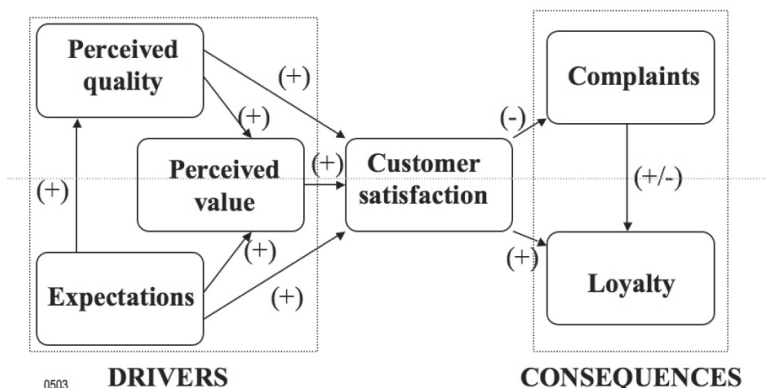 Perceived
quality
Complaints
(+)
(-)
(+)
Perceived
value
(+)
Customer
satisfaction
(+)
(+/-)
(+)
(+)
Expectations
(+)
Loyalty
0503
DRIVERS
CONSEQUENCES